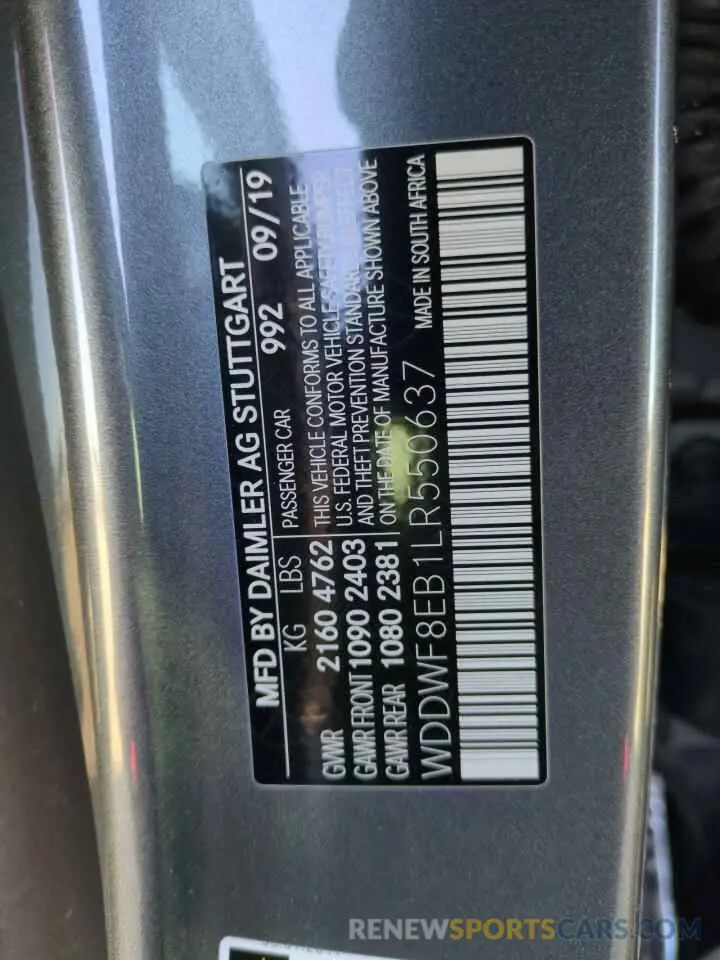 MFD BY DAIMLER AG STUTTGART
992 09/19
KG LBS PASSENGER CAR
GVWR 2160 4762
GAWR FRONT 1090 2403
GAWR REAR 1080 2381
THIS VEHICLE CONFORMS TO ALL APPLICABLE
U.S. FEDERAL MOTOR VEHICLE SAFETY
AND THEFT PREVENTION STANDARDS
ON THE DATE OF MANUFACTURE SHOWN ABOVE
WDDWF8EB1LR550637 MADE IN SOUTH AFRICA
RENEWSPORTSCARS.COM